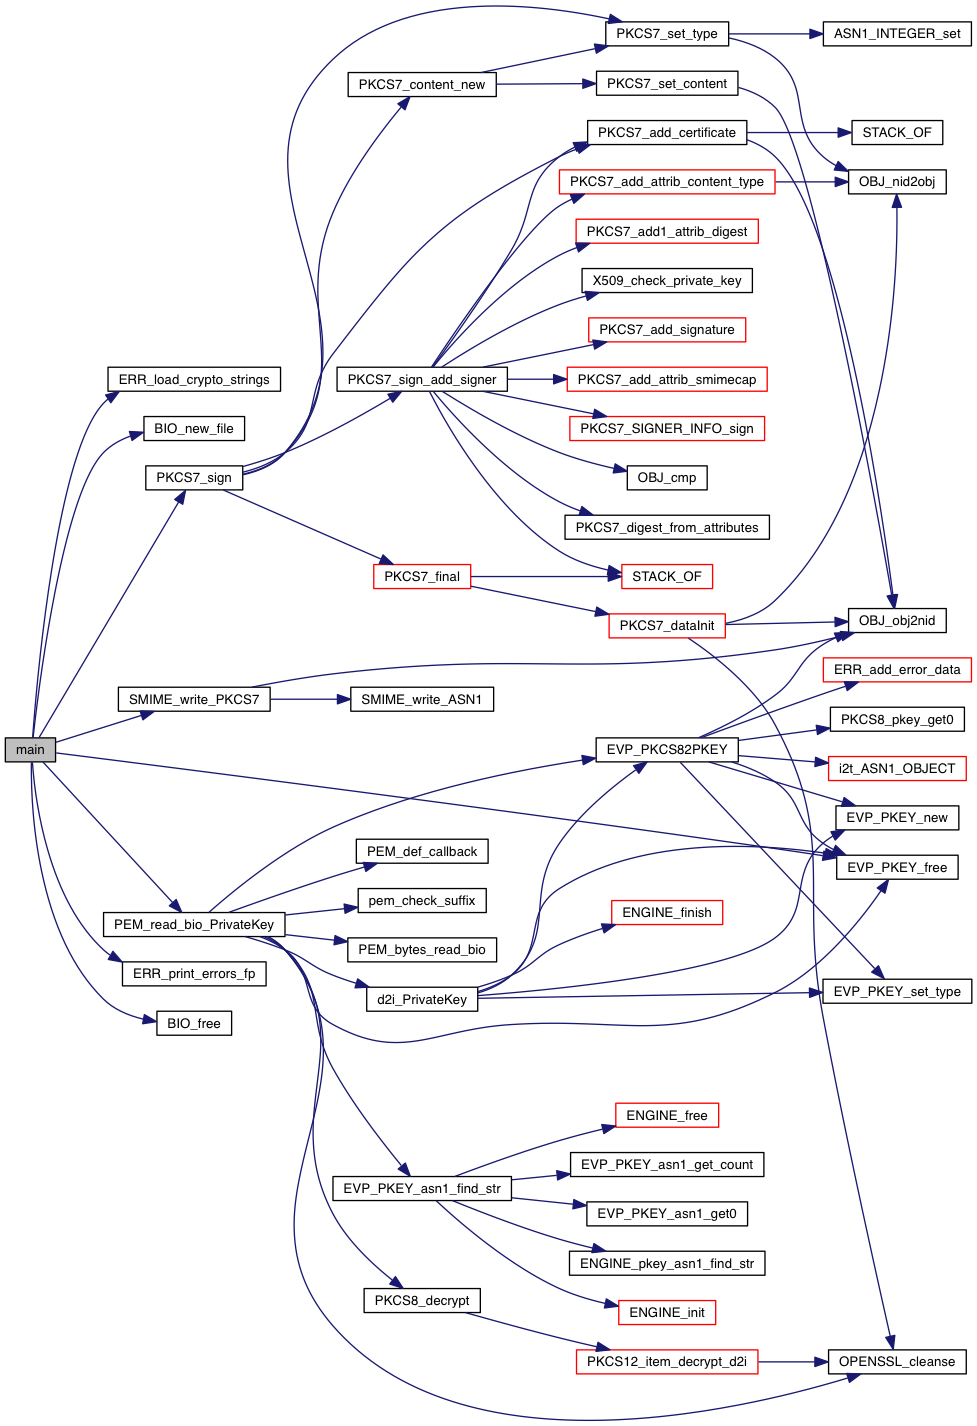 PKCS7_set_type
ASN1_INTEGER_set
PKCS7_content_new
PKCS7_set_content
PKCS7_add_certificate
STACK_OF
PKCS7_add_attrib_content_type
OBJ_nid2obj
PKCS7_add1_attrib_digest
X509_check_private_key
PKCS7_add_signature
ERR_load_crypto_strings
PKCS7_sign_add_signer
PKCS7_add_attrib_smimecap
BIO_new_file
PKCS7_SIGNER_INFO_sign
PKCS7_sign
OBJ_cmp
PKCS7_digest_from_attributes
PKCS7_final
STACK_OF
PKCS7_dataInit
OBJ_obj2nid
ERR_add_error_data
SMIME_write_PKCS7
SMIME_write_ASN1
PKCS8_pkey_get0
main
EVP_PKCS82PKEY
i2t_ASN1_OBJECT
EVP_PKEY_new
PEM_def_callback
EVP_PKEY_free
pem_check_suffix
ENGINE_finish
PEM_read_bio_PrivateKey
PEM_bytes_read_bio
ERR_print_errors_fp
d2i_PrivateKey
EVP_PKEY_set_type
BIO_free
ENGINE_free
EVP_PKEY_asn1_get_count
EVP_PKEY_asn1_find_str
EVP_PKEY_asn1_get0
ENGINE_pkey_asn1_find_str
PKCS8_decrypt
ENGINE_init
PKCS12_item_decrypt_d2i
OPENSSL_cleanse